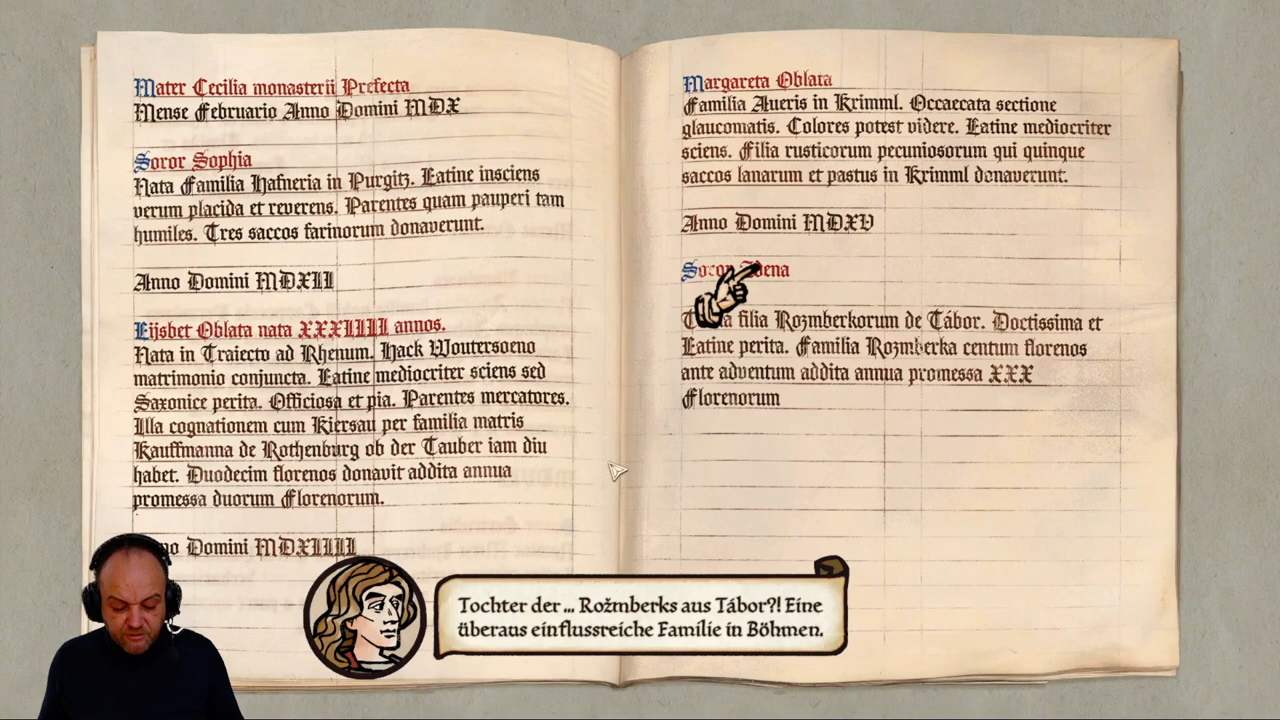 Mater Cecilia monasterii Prefecta
Mense Februario Anno Domini MDX
Soror Sophia
Nata Familia Hafneria in Purgitz. Latine insciens
verum placida et reverens. Parentes quam pauperi tam
humiles. Tres saccos farinorum donaverunt.
Anno Domini MDXII
Lijsbet Oblata nata XXXIIIII annos.
Nata in Traiecto ad Rhenum. Hack Woutersoeno
matrimonio conjuncta. Latine mediocriter sciens sed
Saxonice perita. Officiosa et pia. Parentes mercatores.
Illa cognationem cum Kiersau per familia matris
Kauffmanna de Rothenburg ob der Tauber iam diu
habet. Duodecim florenos donavit addita annua
promessa duorum Florenorum.
Domini MDXIIII
Margareta Oblata
Familia Aueris in Krimml. Occaecata sectione
glaucomatis. Colores potest videre. Latine mediocriter
sciens. Filia rusticorum pecuniosorum qui quinque
saccos lanarum et pastus in Krimml donaverunt.
Anno Domini MDXV
Soror Zdena
filia Rozmberkorum de Tábor. Doctissima et
Latine perita. Familia Rozmberka centum florenos
ante adventum addita annua promessa XXX
Florenorum
Tochter der ... Rožmberks aus Tábor?! Eine
überaus einflussreiche Familie in Böhmen.